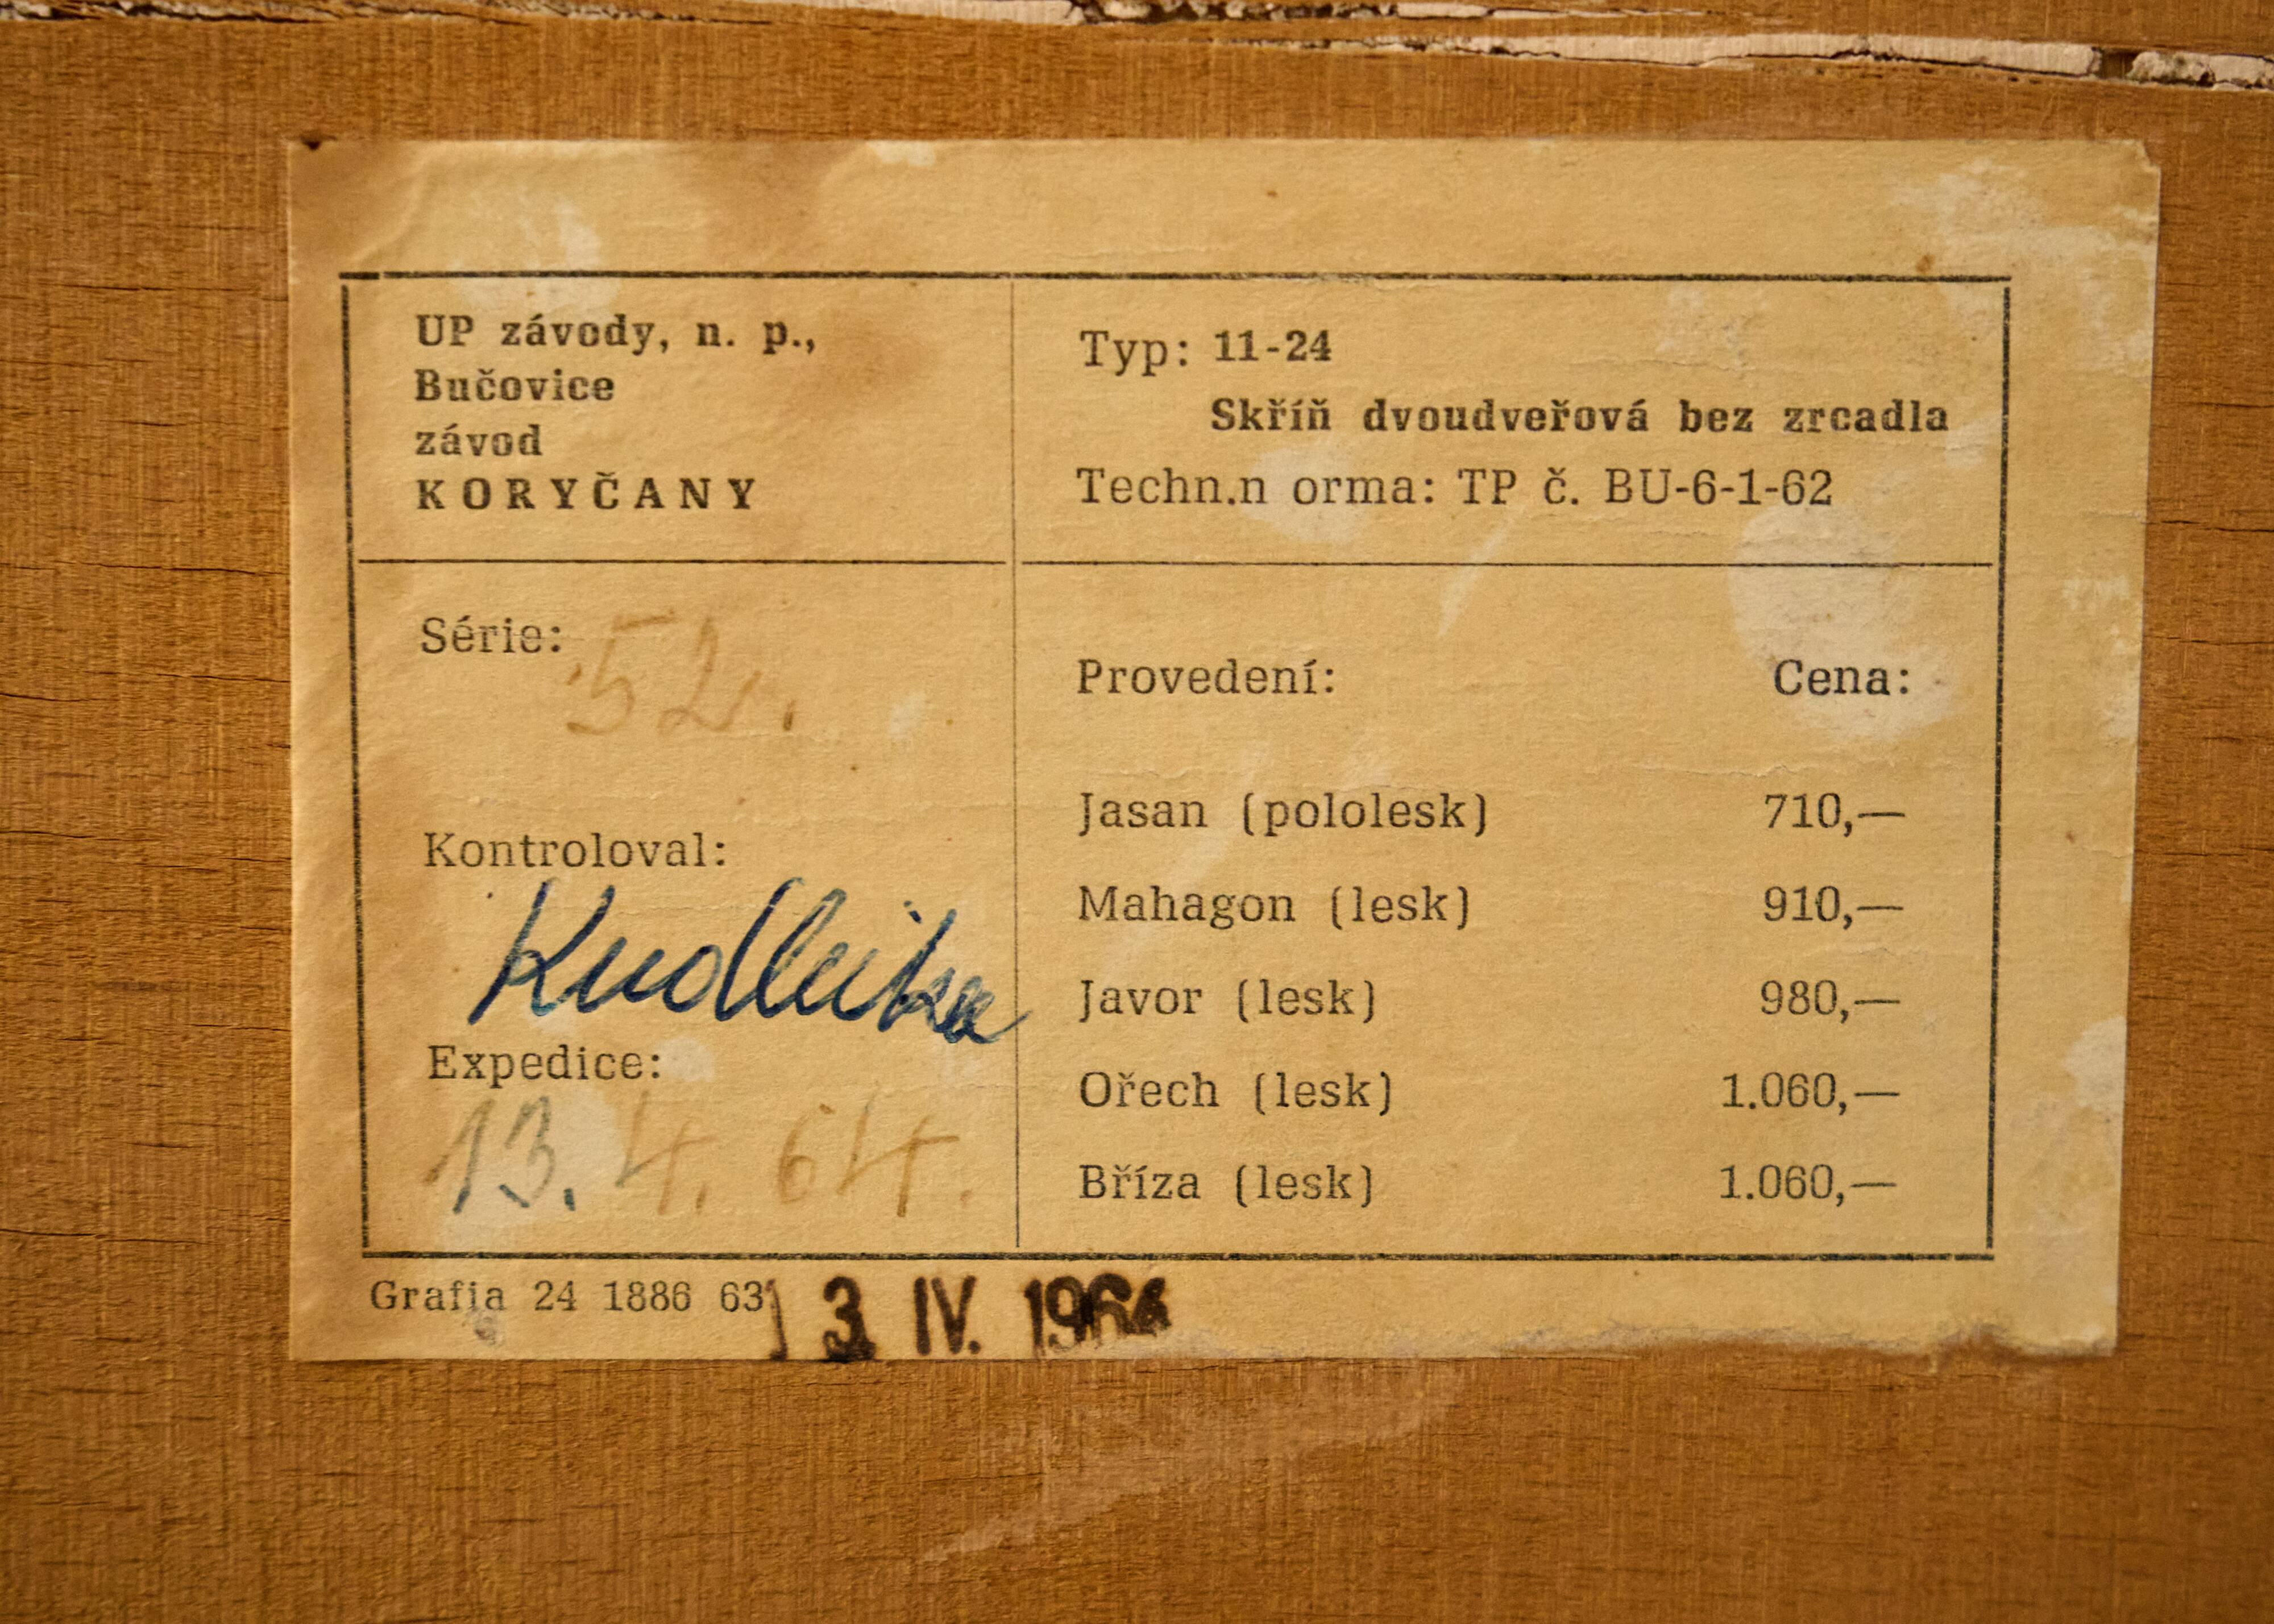 UP závody, n. p.,
Bučovice
závod
KORYČANY
Typ: 11-24
Skříň dvoudveřová bez zrcadla
Techn.n orma: TP č. BU-6-1-62
Série: 52.
Kontroloval:
Expedice:
13. 4. 64.
Provedení: Cena:
Jasan (pololesk) 710,—
Mahagon (lesk) 910,—
Javor (lesk) 980,—
Ořech (lesk) 1.060,—
Bříza (lesk) 1.060,—
Grafia 24 1886 63
13. IV. 1964